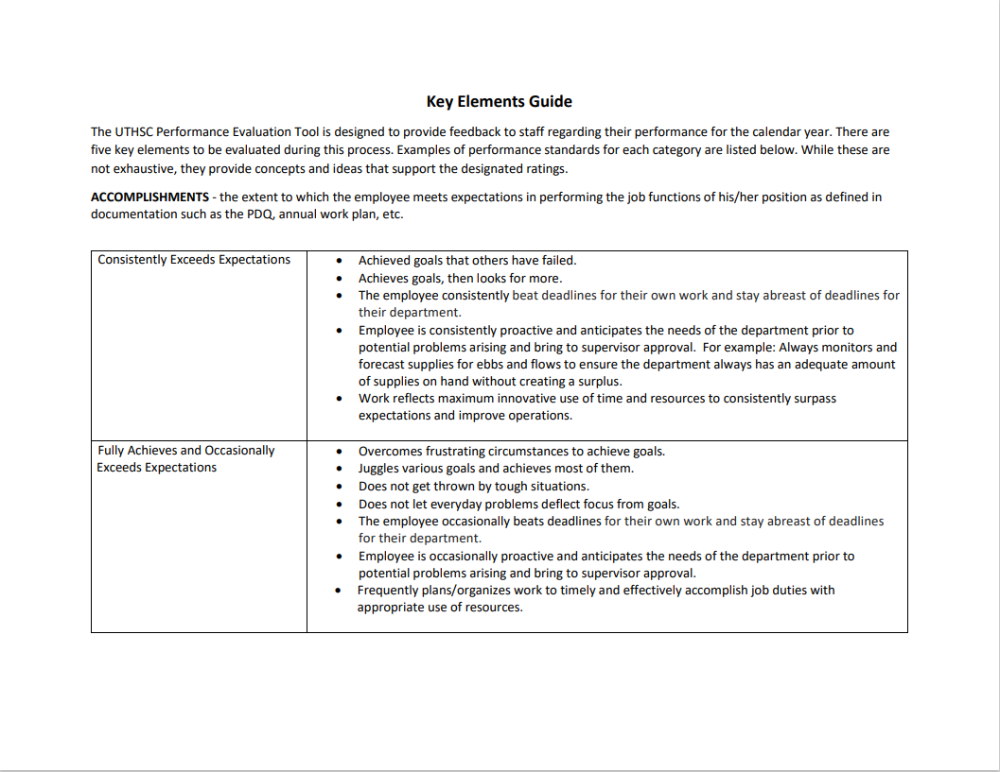 Key Elements Guide
The UTHSC Performance Evaluation Tool is designed to provide feedback to staff regarding their performance for the calendar year. There are
five key elements to be evaluated during this process. Examples of performance standards for each category are listed below. While these are
not exhaustive, they provide concepts and ideas that support the designated ratings.
ACCOMPLISHMENTS - the extent to which the employee meets expectations in performing the job functions of his/her position as defined in
documentation such as the PDQ, annual work plan, etc.
Consistently Exceeds Expectations
• Achieved goals that others have failed.
• Achieves goals, then looks for more.
• The employee consistently beat deadlines for their own work and stay abreast of deadlines for
their department.
• Employee is consistently proactive and anticipates the needs of the department prior to
potential problems arising and bring to supervisor approval. For example: Always monitors and
forecast supplies for ebbs and flows to ensure the department always has an adequate amount
of supplies on hand without creating a surplus.
• Work reflects maximum innovative use of time and resources to consistently surpass
expectations and improve operations.
Fully Achieves and Occasionally
Exceeds Expectations
• Overcomes frustrating circumstances to achieve goals.
• Juggles various goals and achieves most of them.
• Does not get thrown by tough situations.
• Does not let everyday problems deflect focus from goals.
• The employee occasionally beats deadlines for their own work and stay abreast of deadlines
for their department.
• Employee is occasionally proactive and anticipates the needs of the department prior to
potential problems arising and bring to supervisor approval.
• Frequently plans/organizes work to timely and effectively accomplish job duties with
appropriate use of resources.